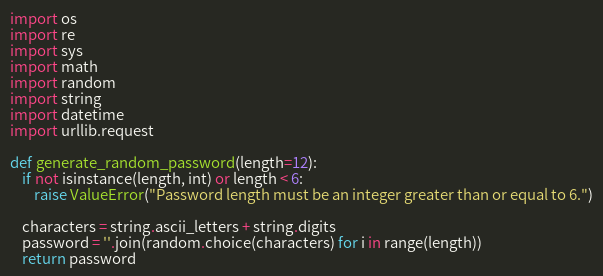 import os
import re
import sys
import math
import random
import string
import datetime
import urllib.request

def generate_random_password(length=12):
    if not isinstance(length, int) or length < 6:
        raise ValueError("Password length must be an integer greater than or equal to 6.")

    characters = string.ascii_letters + string.digits
    password = ''.join(random.choice(characters) for i in range(length))
    return password